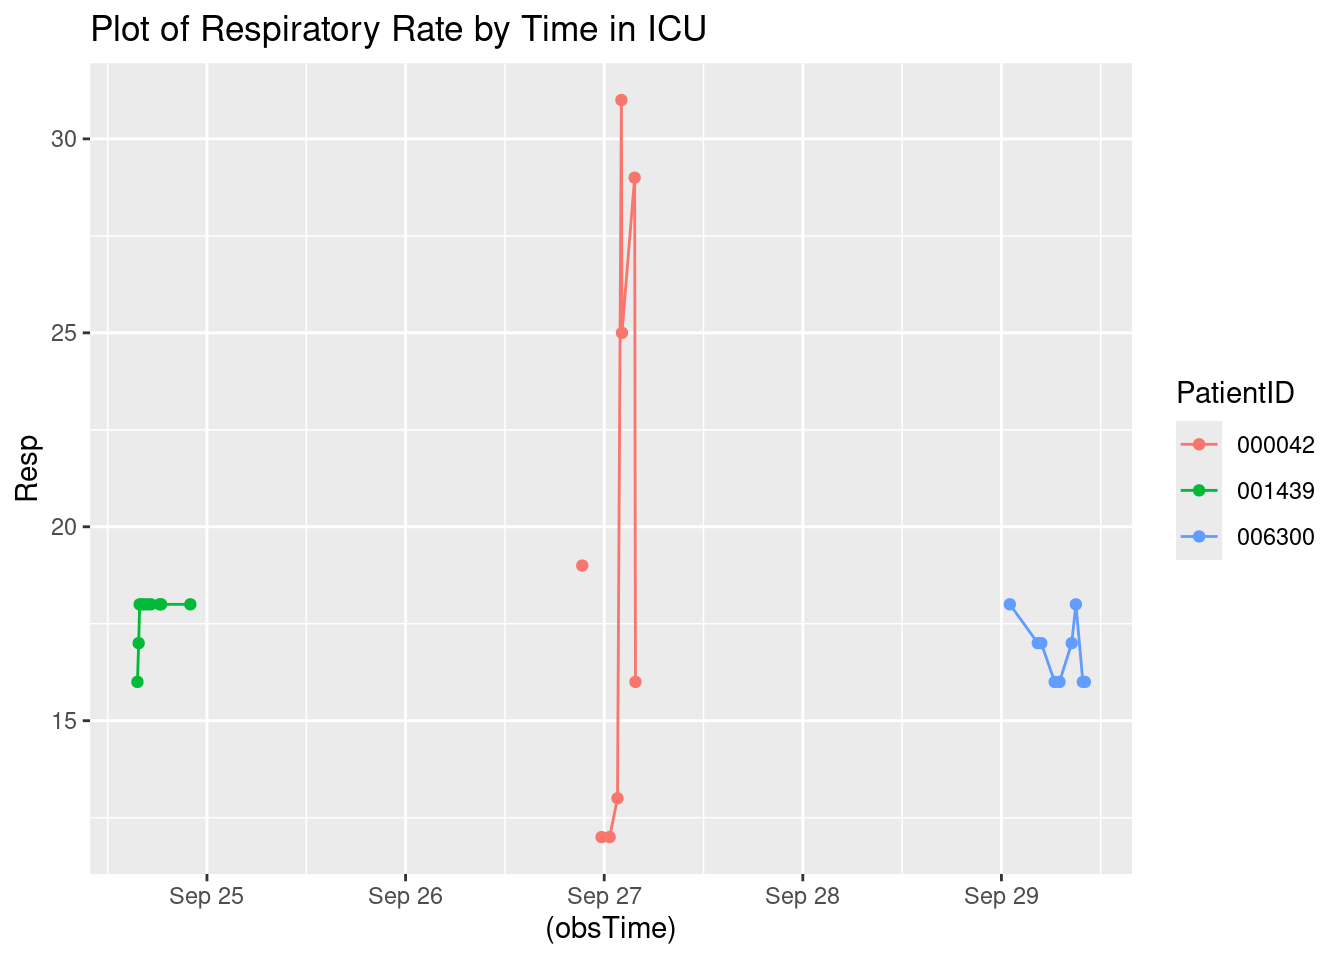 Plot of Respiratory Rate by Time in ICU
30
25
20
15
Resp
Sep 25
Sep 26
Sep 27
Sep 28
Sep 29
(obsTime)
PatientID
000042
001439
006300